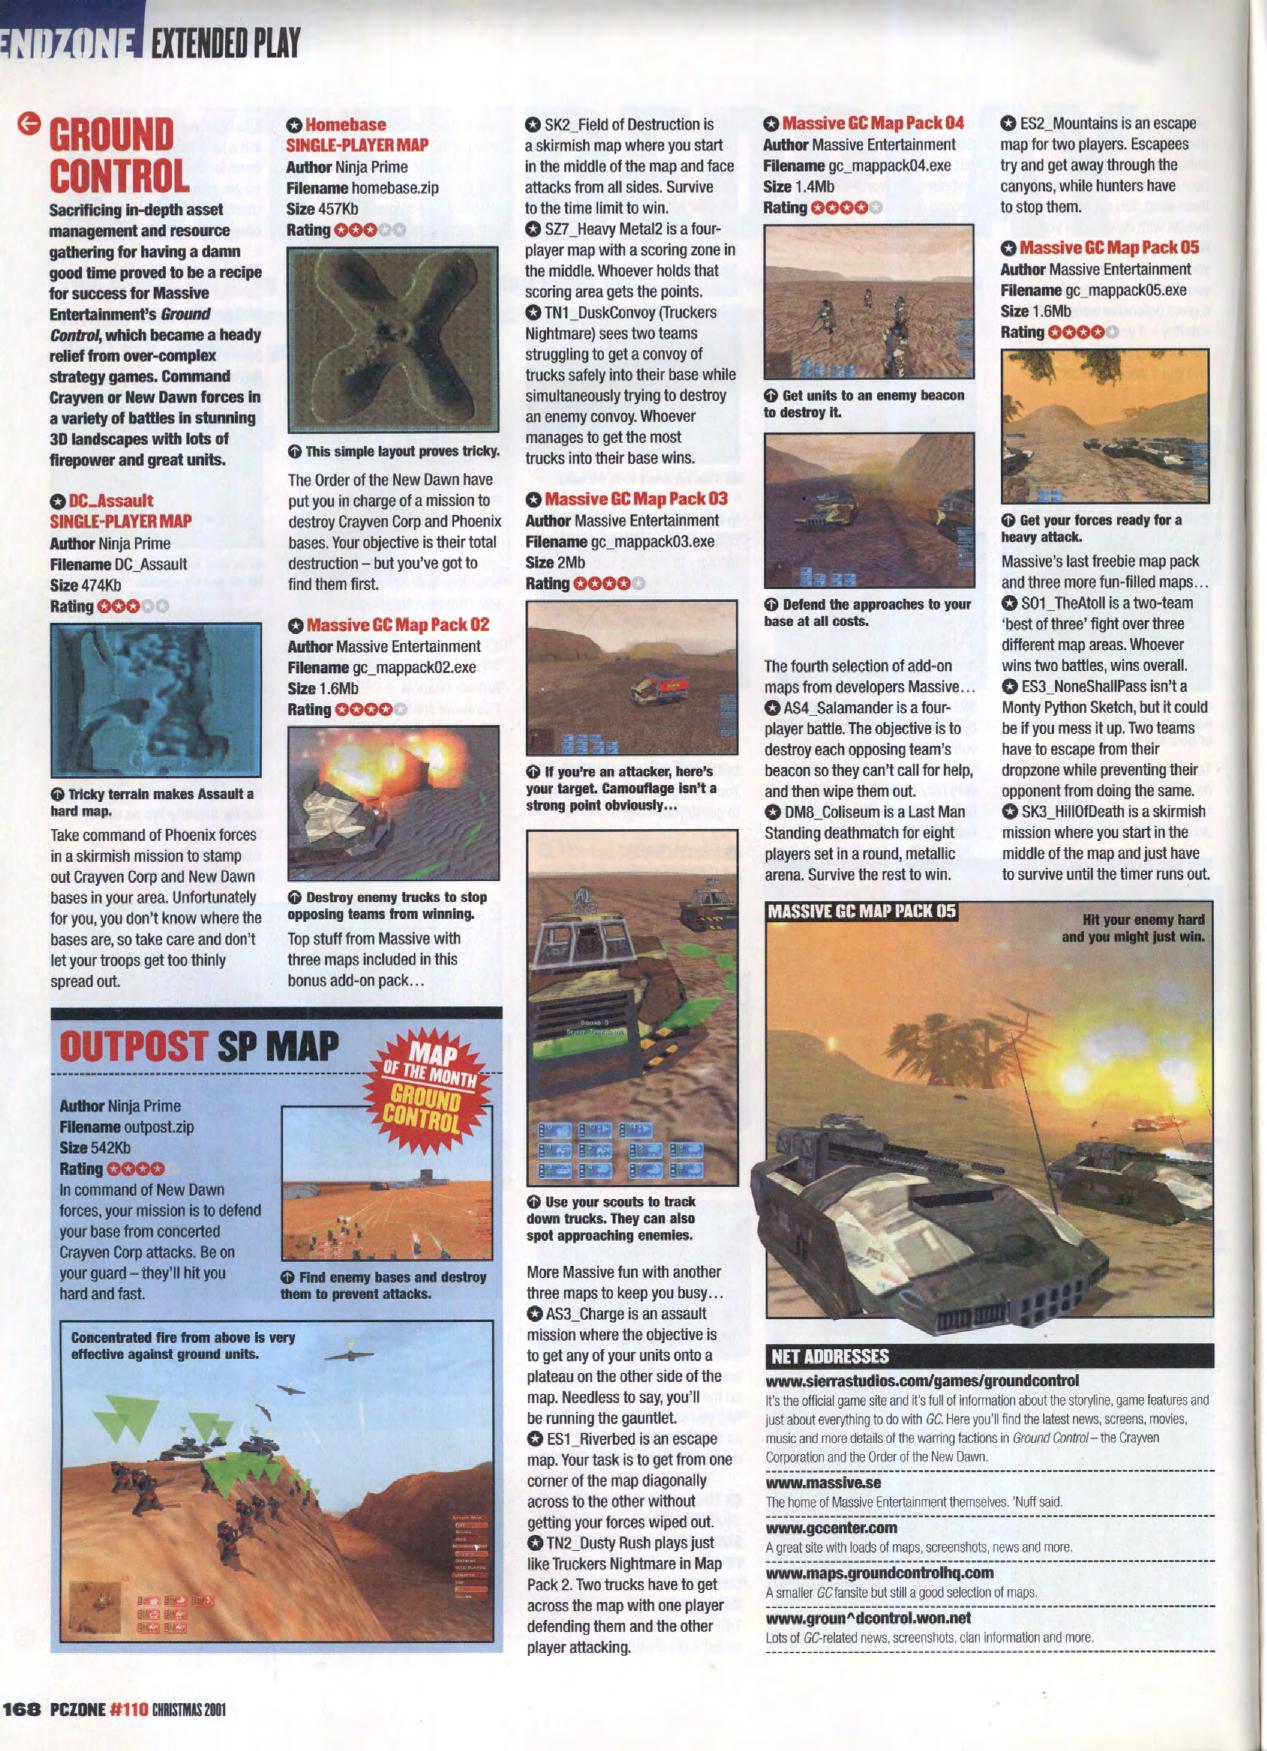 ENDZONE EXTENDED PLAY
GROUND
CONTROL
Sacrificing in-depth asset
management and resource
gathering for having a damn
good time proved to be a recipe
for success for Massive
Entertainment's Ground
Control, which became a heady
relief from over-complex
strategy games. Command
Crayven or New Dawn forces in
a variety of battles in stunning
3D landscapes with lots of
firepower and great units.
DC_Assault
SINGLE-PLAYER MAP
Author Ninja Prime
Filename DC_Assault
Size 474Kb
Rating
Tricky terrain makes Assault a
hard map.
Take command of Phoenix forces
in a skirmish mission to stamp
out Crayven Corp and New Dawn
bases in your area. Unfortunately
for you, you don't know where the
bases are, so take care and don't
let your troops get too thinly
spread out.
Homebase
SINGLE-PLAYER MAP
Author Ninja Prime
Filename homebase.zip
Size 457Kb
Rating
This simple layout proves tricky.
The Order of the New Dawn have
put you in charge of a mission to
destroy Crayven Corp and Phoenix
bases. Your objective is their total
destruction – but you've got to
find them first.
Massive GC Map Pack 02
Author Massive Entertainment
Filename gc_mappack02.exe
Size 1.6Mb
Rating
Destroy enemy trucks to stop
opposing teams from winning.
Top stuff from Massive with
three maps included in this
bonus add-on pack...
SK2_Field of Destruction is
a skirmish map where you start
in the middle of the map and face
attacks from all sides. Survive
to the time limit to win.
SZ7_Heavy Metal2 is a four-
player map with a scoring zone in
the middle. Whoever holds that
scoring area gets the points.
TN1_DuskConvoy (Truckers
Nightmare) sees two teams
struggling to get a convoy of
trucks safely into their base while
simultaneously trying to destroy
an enemy convoy. Whoever
manages to get the most
trucks into their base wins.
Massive GC Map Pack 03
Author Massive Entertainment
Filename gc_mappack03.exe
Size 2Mb
Rating
If you're an attacker, here's
your target. Camouflage isn't a
strong point obviously...
Use your scouts to track
down trucks. They can also
spot approaching enemies.
More Massive fun with another
three maps to keep you busy...
AS3_Charge is an assault
mission where the objective is
to get any of your units onto a
plateau on the other side of the
map. Needless to say, you'll
be running the gauntlet.
ES1_Riverbed is an escape
map. Your task is to get from one
corner of the map diagonally
across to the other without
getting your forces wiped out.
TN2_Dusty Rush plays just
like Truckers Nightmare in Map
Pack 2. Two trucks have to get
across the map with one player
defending them and the other
player attacking.
Massive GC Map Pack 04
Author Massive Entertainment
Filename gc_mappack04.exe
Size 1.4Mb
Rating
Get units to an enemy beacon
to destroy it.
Defend the approaches to your
base at all costs.
The fourth selection of add-on
maps from developers Massive...
AS4_Salamander is a four-
player battle. The objective is to
destroy each opposing team's
beacon so they can't call for help,
and then wipe them out.
DM8_Coliseum is a Last Man
Standing deathmatch for eight
players set in a round, metallic
arena. Survive the rest to win.
ES2_Mountains is an escape
map for two players. Escapees
try and get away through the
canyons, while hunters have
to stop them.
Massive GC Map Pack 05
Author Massive Entertainment
Filename gc_mappack05.exe
Size 1.6Mb
Rating
Get your forces ready for a
heavy attack.
Massive's last freebie map pack
and three more fun-filled maps...
SO1_TheAtoll is a two-team
'best of three' fight over three
different map areas. Whoever
wins two battles, wins overall.
ES3_NoneShallPass isn't a
Monty Python Sketch, but it could
be if you mess it up. Two teams
have to escape from their
dropzone while preventing their
opponent from doing the same.
SK3_HillOfDeath is a skirmish
mission where you start in the
middle of the map and just have
to survive until the timer runs out.
OUTPOST SP MAP
MAP
OF THE MONTH
GROUND
CONTROL
Author Ninja Prime
Filename outpost.zip
Size 542Kb
Rating
In command of New Dawn
forces, your mission is to defend
your base from concerted
Crayven Corp attacks. Be on
your guard – they'll hit you
hard and fast.
Find enemy bases and destroy
them to prevent attacks.
Concentrated fire from above is very
effective against ground units.
MASSIVE GC MAP PACK 05
Hit your enemy hard
and you might just win.
NET ADDRESSES
www.sierrastudios.com/games/groundcontrol
It's the official game site and it's full of information about the storyline, game features and
just about everything to do with GC. Here you'll find the latest news, screens, movies,
music and more details of the warring factions in Ground Control – the Crayven
Corporation and the Order of the New Dawn.
www.massive.se
The home of Massive Entertainment themselves. 'Nuff said.
www.gccenter.com
A great site with loads of maps, screenshots, news and more.
www.maps.groundcontrolhq.com
A smaller GC fansite but still a good selection of maps.
www.groun^dcontrol.won.net
Lots of GC-related news, screenshots, clan information and more.
168 PCZONE #110 CHRISTMAS 2001